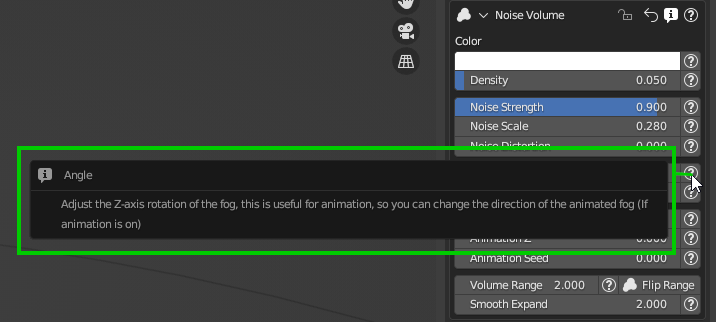 Noise Volume
Color
Density 0.050
Noise Strength 0.900
Noise Scale 0.280
Noise Distortion 0.000
Angle
Adjust the Z-axis rotation of the fog, this is useful for animation, so you can change the direction of the animated fog (If
animation is on)
Animation Z 0.000
Animation Seed 0.000
Volume Range 2.000 Flip Range
Smooth Expand 2.000